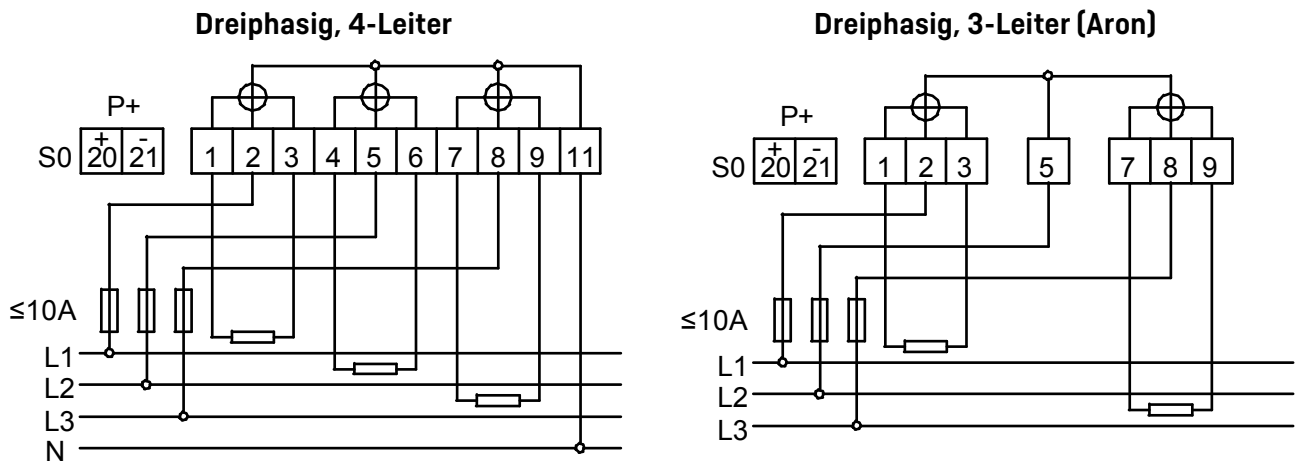 Dreiphasig, 4-Leiter
P+
S0 + 20 - 21 1 2 3 4 5 6 7 8 9 11
≤10A
L1
L2
L3
N
Dreiphasig, 3-Leiter (Aron)
P+
S0 + 20 - 21 1 2 3 5 7 8 9
≤10A
L1
L2
L3